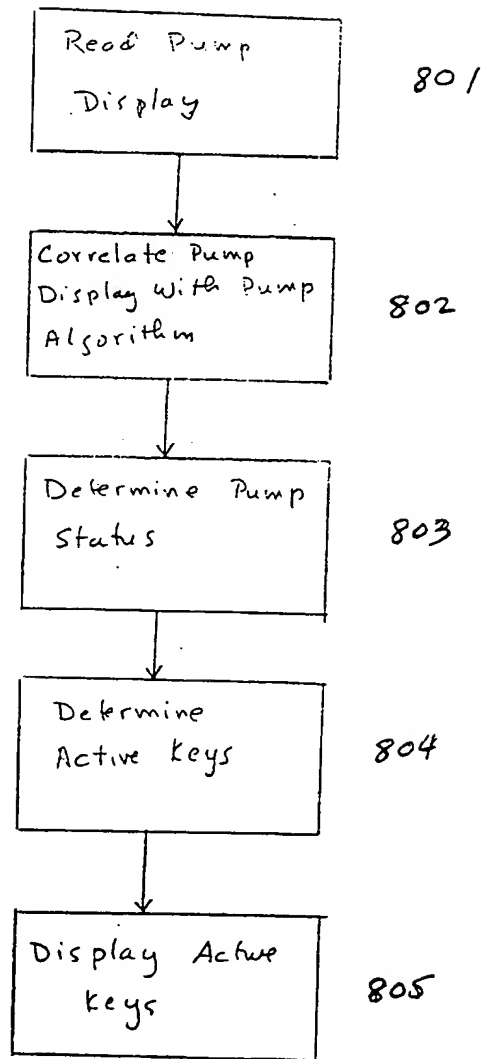 Read Pump
Display
801
Correlate Pump
Display with Pump
Algorithm
802
Determine Pump
Status
803
Determine
Active Keys
804
Display Active
Keys
805